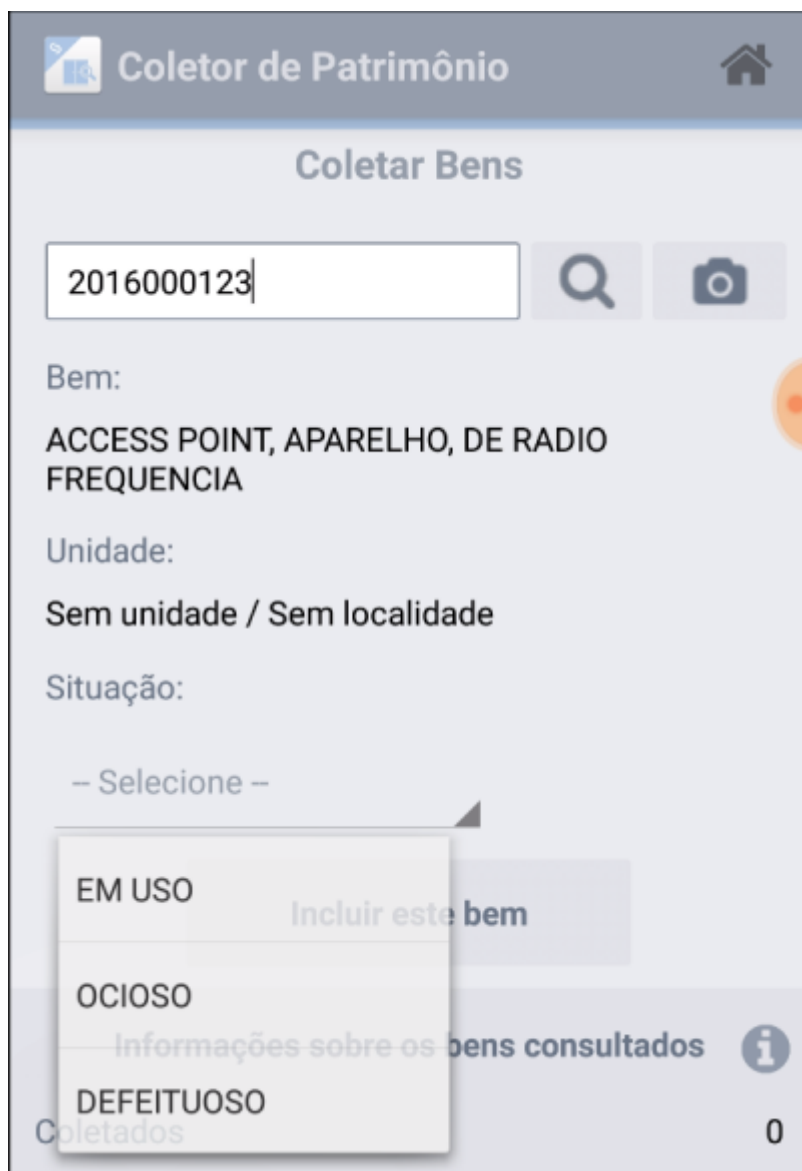 Coletor de Patrimônio
Coletar Bens
2016000123
Bem:
ACCESS POINT, APARELHO, DE RADIO
FREQUENCIA
Unidade:
Sem unidade / Sem localidade
Situação:
-- Selecione --
EM USO
Incluir este bem
OCIOSO
Informações sobre os bens consultados
DEFEITUOSO
Coletados 0